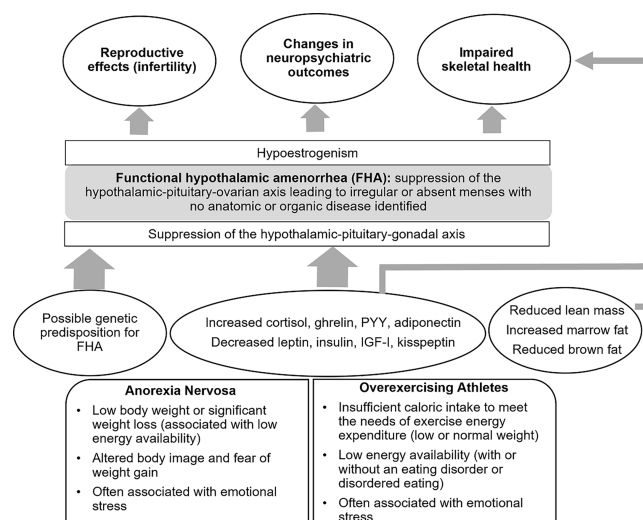 Reproductive
effects (infertility)
Changes in
neuropsychiatric
outcomes
Impaired
skeletal health
Hypoestrogenism
Functional hypothalamic amenorrhea (FHA): suppression of the
hypothalamic-pituitary-ovarian axis leading to irregular or absent menses with
no anatomic or organic disease identified
Suppression of the hypothalamic-pituitary-gonadal axis
Possible genetic
predisposition for
FHA
Increased cortisol, ghrelin, PYY, adiponectin
Decreased leptin, insulin, IGF-I, kisspeptin
Reduced lean mass
Increased marrow fat
Reduced brown fat
Anorexia Nervosa
• Low body weight or significant
weight loss (associated with low
energy availability)
• Altered body image and fear of
weight gain
• Often associated with emotional
stress
Overexercising Athletes
• Insufficient caloric intake to meet
the needs of exercise energy
expenditure (low or normal weight)
• Low energy availability (with or
without an eating disorder or
disordered eating)
• Often associated with emotional
stress